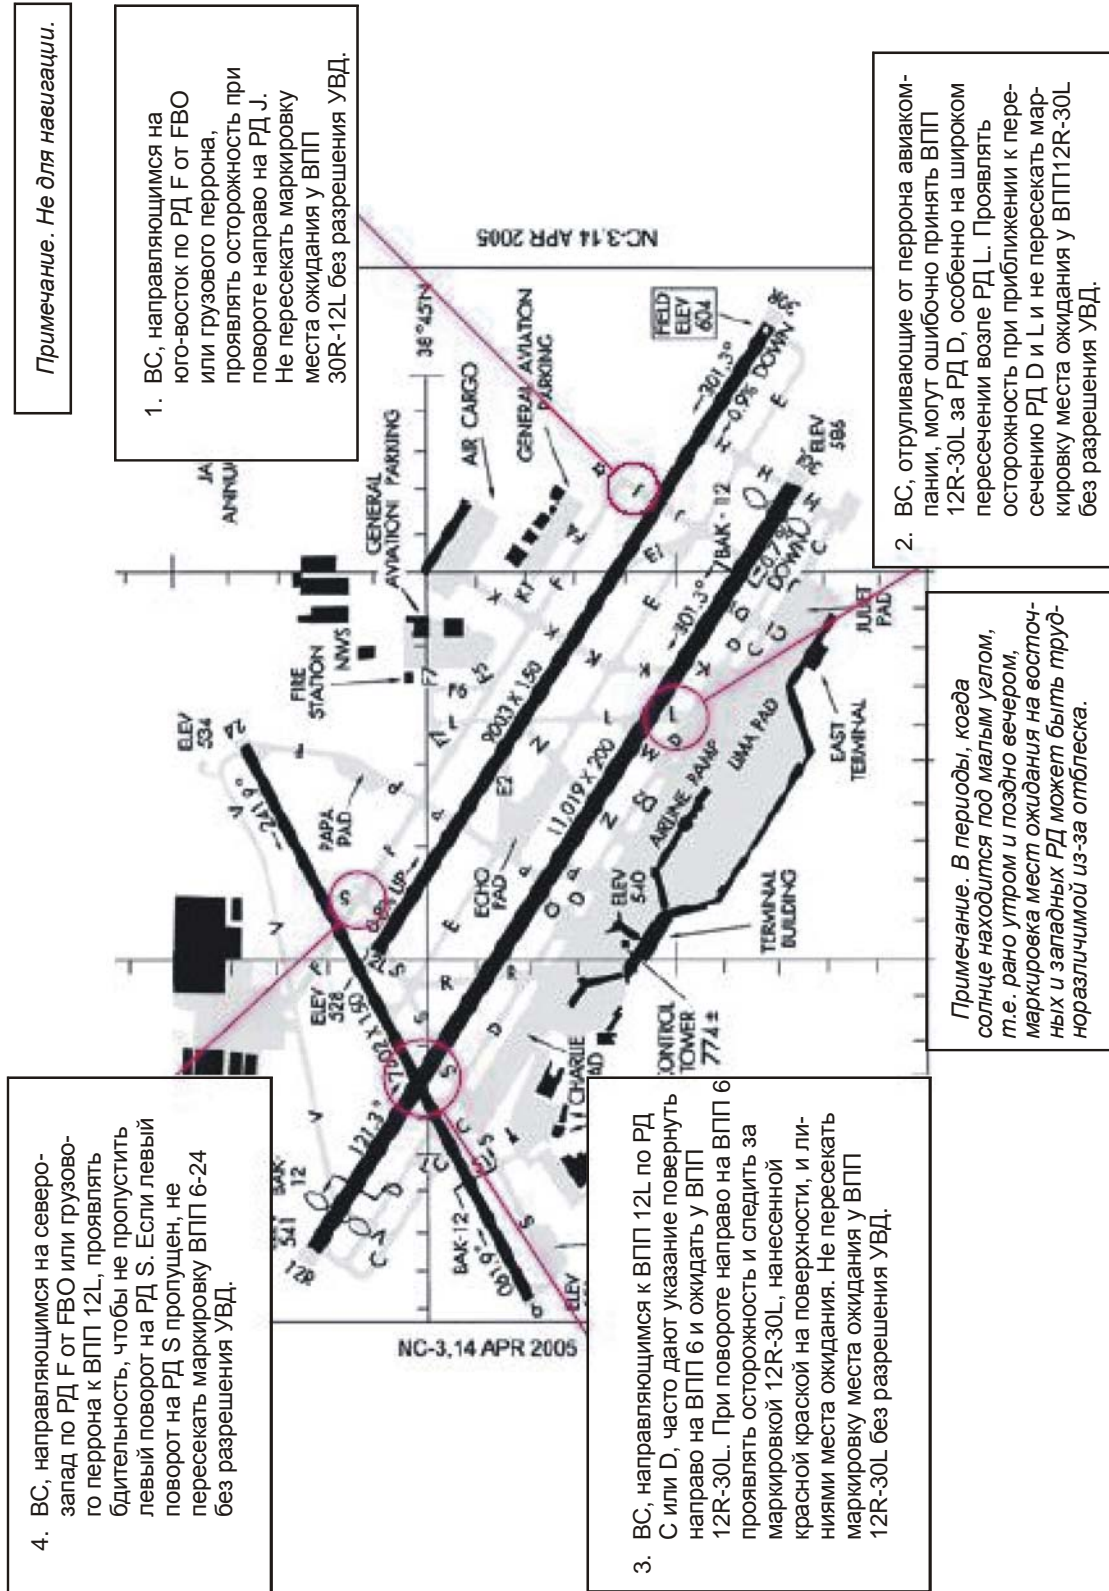 Примечание. Не для навигации.
1. ВС, направляющимся на
юго-восток по РД F от FBO
или грузового перрона,
проявлять осторожность при
повороте направо на РД J.
Не пересекать маркировку
места ожидания у ВПП
30R-12L без разрешения УВД.
2. ВС, отруливающие от перрона авиаком-
пании, могут ошибочно принять ВПП
12R-30L за РД D, особенно на широком
пересечении возле РД L. Проявлять
осторожность при приближении к пере-
сечению РД D и L и не пересекать мар-
кировку места ожидания у ВПП12R-30L
без разрешения УВД.
Примечание. В периоды, когда
солнце находится под малым углом,
т.е. рано утром и поздно вечером,
маркировка мест ожидания на восточ-
ных и западных РД может быть труд-
норазличимой из-за отблеска.
3. ВС, направляющимся к ВПП 12L по РД
С или D, часто дают указание повернуть
направо на ВПП 6 и ожидать у ВПП
12R-30L. При повороте направо на ВПП 6
проявлять осторожность и следить за
маркировкой 12R-30L, нанесенной
красной краской на поверхности, и ли-
ниями места ожидания. Не пересекать
маркировку места ожидания у ВПП
12R-30L без разрешения УВД.
4. ВС, направляющимся на северо-
запад по РД F от FBO или грузово-
го перрона к ВПП 12L, проявлять
бдительность, чтобы не пропустить
левый поворот на РД S. Если левый
поворот на РД S пропущен, не
пересекать маркировку ВПП 6-24
без разрешения УВД.
NC-3,14 APR 2005
NC-3,14 APR 2005
JA
ANNUA
38°45'N
FIELD
ELEV
604
GENERAL AVIATION
PARKING
AIR CARGO
GENERAL
AVIATION PARKING
FIRE
STATION
NWS
ELEV
534
24
241.9°
PAPA
PAD
ELEV
528
7002 X 150
9003 X 150
11,019 X 200
301.3°
0.9% DOWN
301.3°
0.7%
DOWN
ELEV
586
BAK-112
ECHO
PAD
JULIET
PAD
EAST
TERMINAL
LIMA PAD
AIRLINE RAMP
ELEV
540
TERMINAL
BUILDING
CONTROL
TOWER
774±
CHARLIE
BAK-12
061.9°
6
ELEV
12R
121.3°
541
BAK-
12
UP